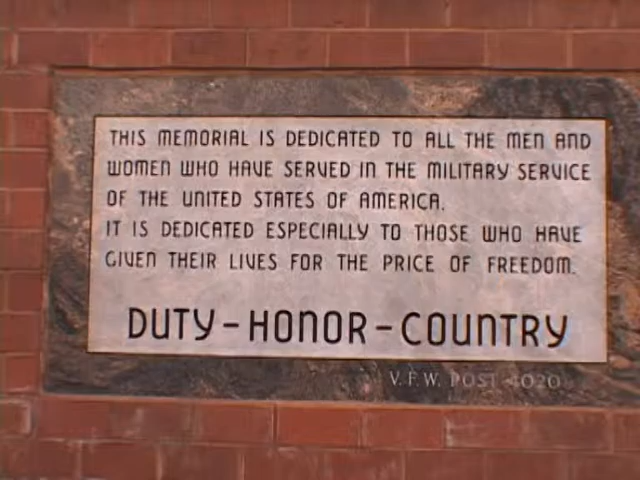 THIS MEMORIAL IS DEDICATED TO ALL THE MEN AND
WOMEN WHO HAVE SERVED IN THE MILITARY SERVICE
OF THE UNITED STATES OF AMERICA.
IT IS DEDICATED ESPECIALLY TO THOSE WHO HAVE
GIVEN THEIR LIVES FOR THE PRICE OF FREEDOM.
DUTY-HONOR-COUNTRY
V.F.W. POST 4020